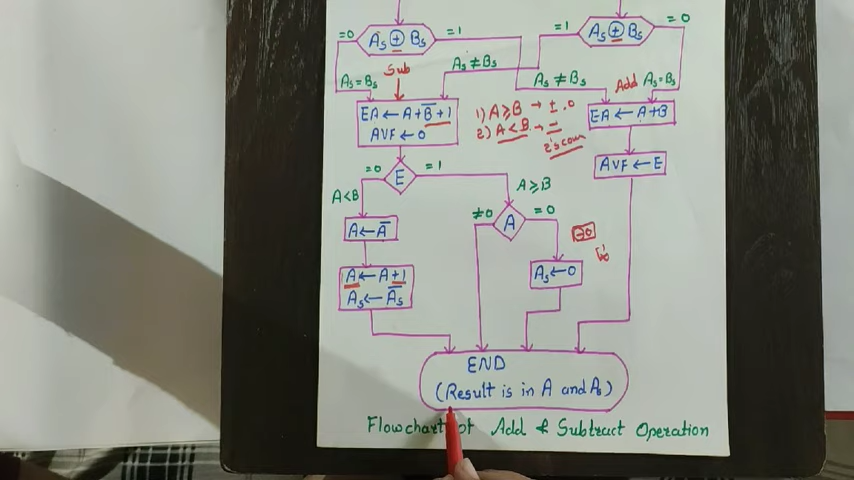 =0 As ⊕ Bs =1
=1 As ⊕ Bs =0
Sub
As = Bs
As ≠ Bs
As ≠ Bs
Add As = Bs
EA ← A + B̅ + 1
AVF ← 0
1) A ≥ B → ± .0
2) A < B → =
2's com
EA ← A+B
AVF ← E
=0 E =1
A < B
A ≥ B
A ← A̅
≠0 A =0
-0
As ← 0
A ← A+1
As ← A̅s
END
(Result is in A and As)
Flowchart of Add & Subtract Operation